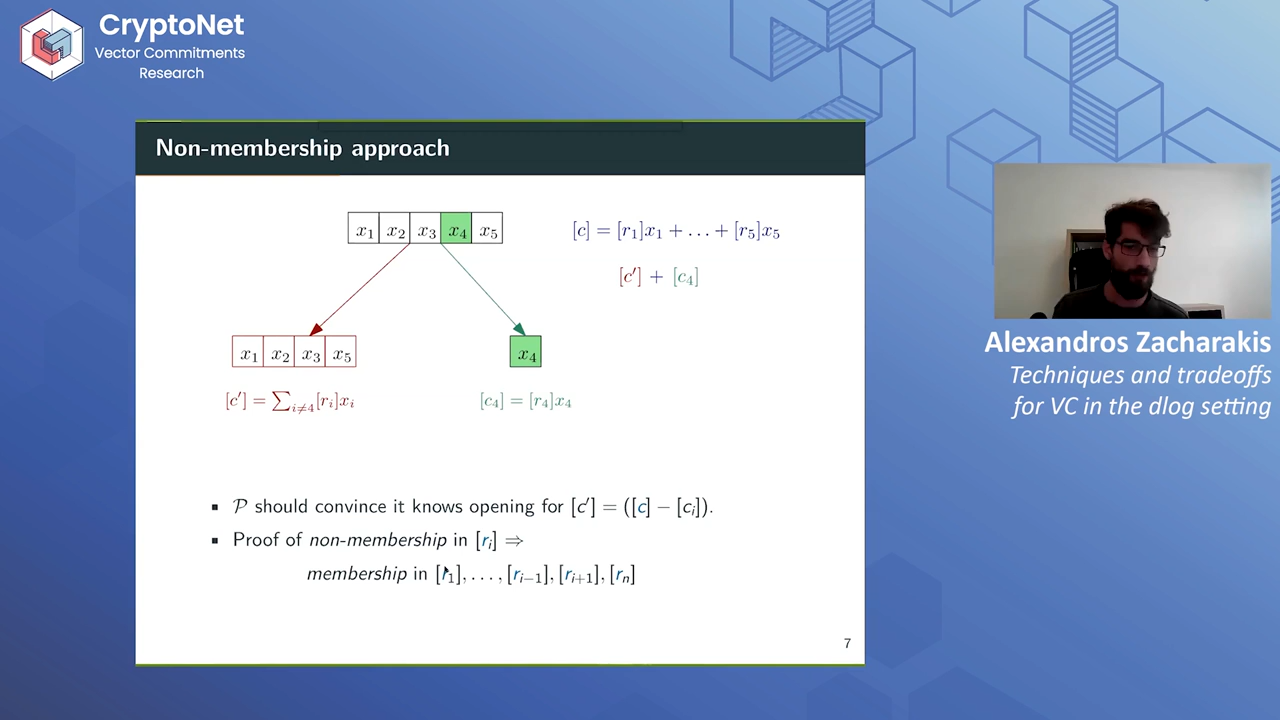 CryptoNet
Vector Commitments
Research
Non-membership approach
x₁ x₂ x₃ x₄ x₅
[c] = [r₁]x₁ + … + [r₅]x₅
[c′] + [c₄]
x₁ x₂ x₃ x₅
x₄
[c′] = ∑_{i≠4}[rᵢ]xᵢ
[c₄] = [r₄]x₄
▪ 𝒫 should convince it knows opening for [c′] = ([c] − [cᵢ]).
▪ Proof of non-membership in [rᵢ] ⇒
membership in [r₁], …, [rᵢ₋₁], [rᵢ₊₁], [rₙ]
7
Alexandros Zacharakis
Techniques and tradeoffs
for VC in the dlog setting